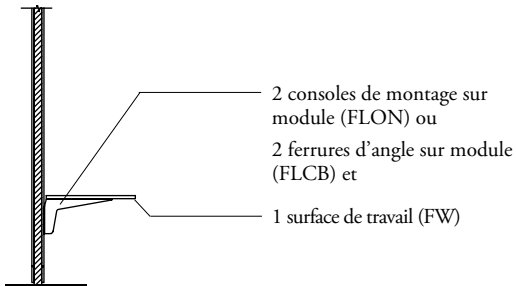 2 consoles de montage sur
module (FLON) ou
2 ferrures d'angle sur module
(FLCB) et
1 surface de travail (FW)